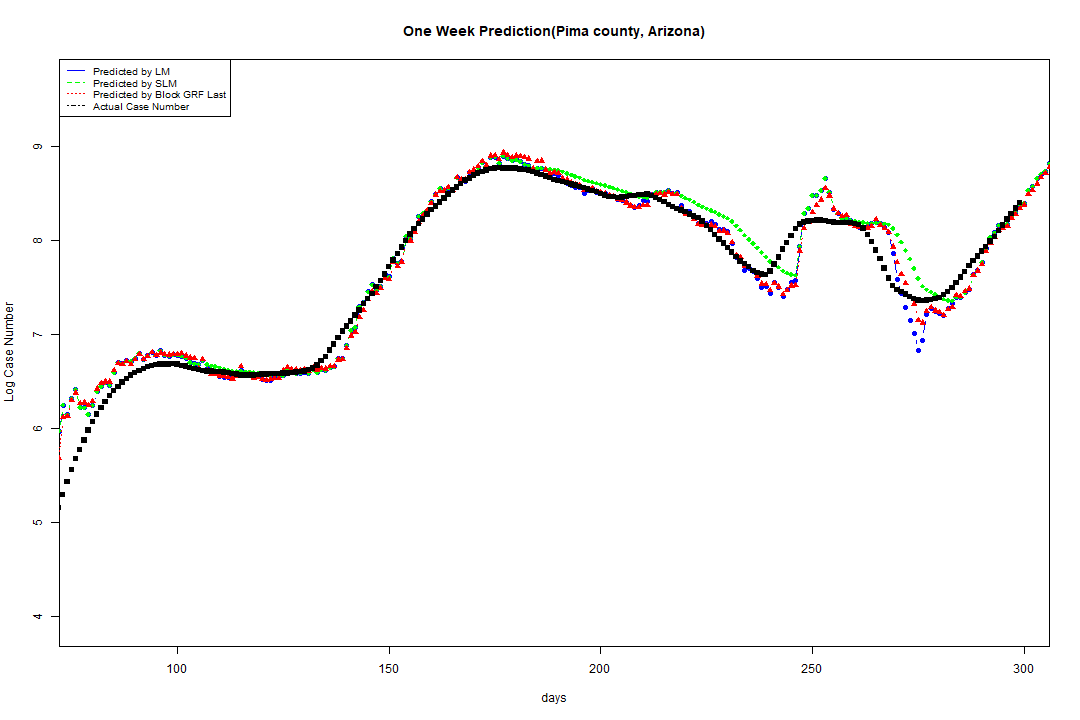 One Week Prediction(Pima county, Arizona)
Predicted by LM
Predicted by SLM
Predicted by Block GRF Last
Actual Case Number
9
8
7
6
5
4
Log Case Number
100 150 200 250 300
days